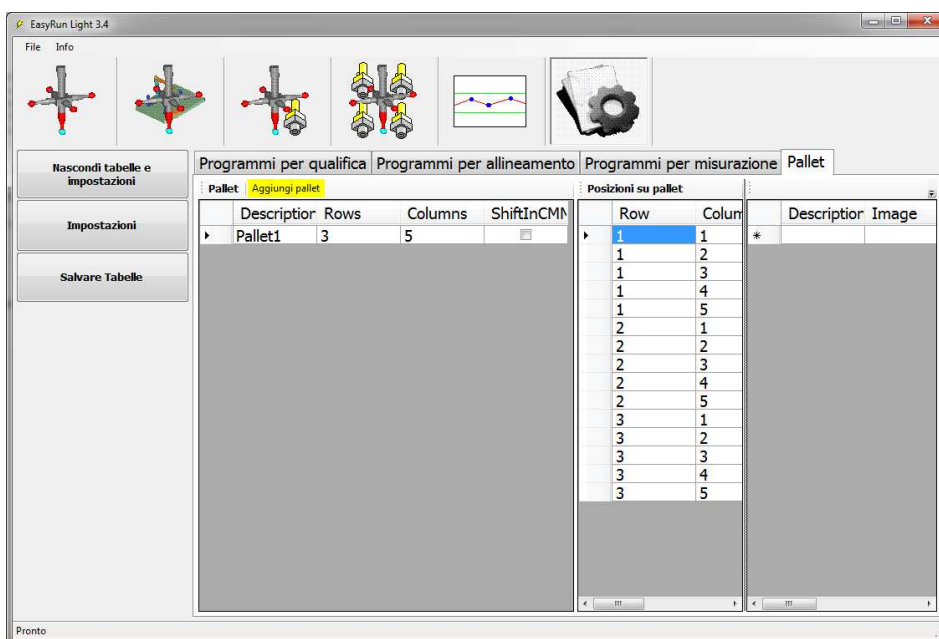 EasyRun Light 3.4
File Info
Nascondi tabelle e
impostazioni
Impostazioni
Salvare Tabelle
Programmi per qualifica Programmi per allineamento Programmi per misurazione Pallet
Pallet Aggiungi pallet
Description Rows Columns ShiftInCMM
Pallet1 3 5
Posizioni su pallet
Row Colum
1 1
1 2
1 3
1 4
1 5
2 1
2 2
2 3
2 4
2 5
3 1
3 2
3 3
3 4
3 5
Description Image
*
Pronto